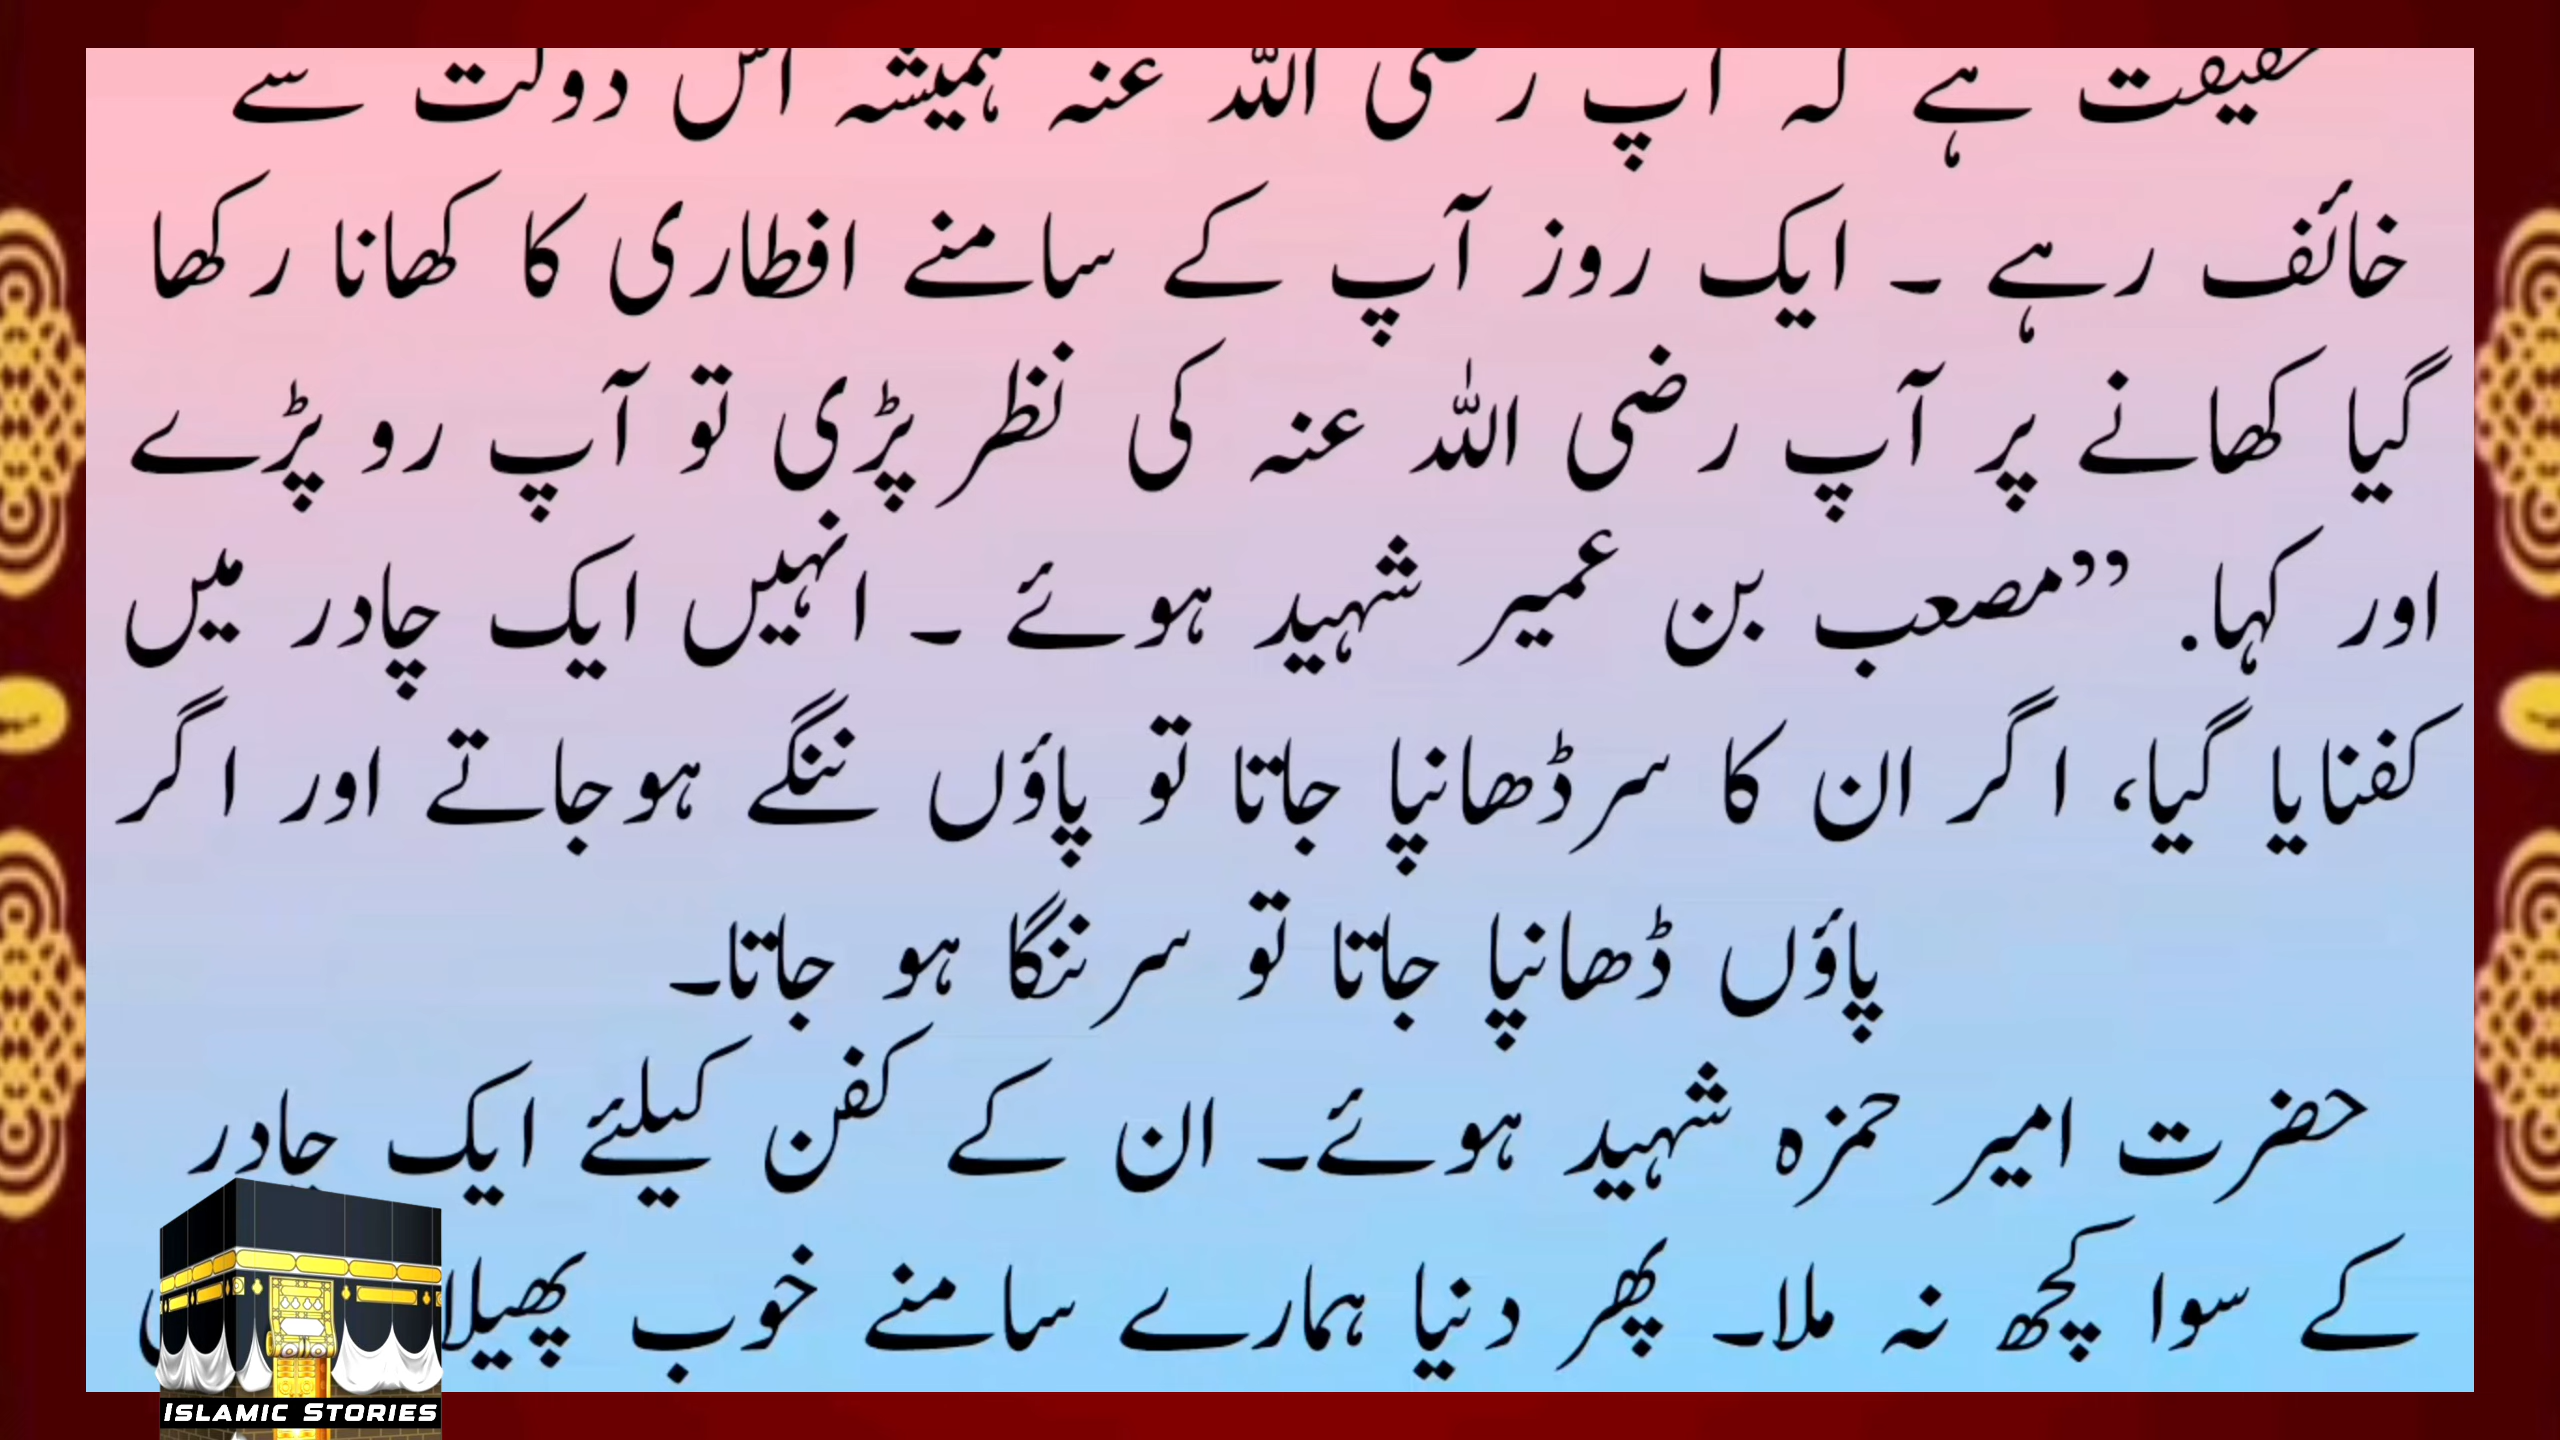 حقیقت ہے کہ آپ رضی اللہ عنہ ہمیشہ اس دولت سے
خائف رہے ۔ ایک روز آپ کے سامنے افطاری کا کھانا رکھا
گیا کھانے پر آپ رضی اللہ عنہ کی نظر پڑی تو آپ رو پڑے
اور کہا. ’’مصعب بن عمیر شہید ہوئے ۔ انہیں ایک چادر میں
کفنایا گیا، اگر ان کا سرڈھانپا جاتا تو پاؤں ننگے ہوجاتے اور اگر
پاؤں ڈھانپا جاتا تو سرننگا ہو جاتا۔
حضرت امیر حمزہ شہید ہوئے۔ ان کے کفن کیلئے ایک چادر
کے سوا کچھ نہ ملا۔ پھر دنیا ہمارے سامنے خوب پھیلا
ISLAMIC STORIES